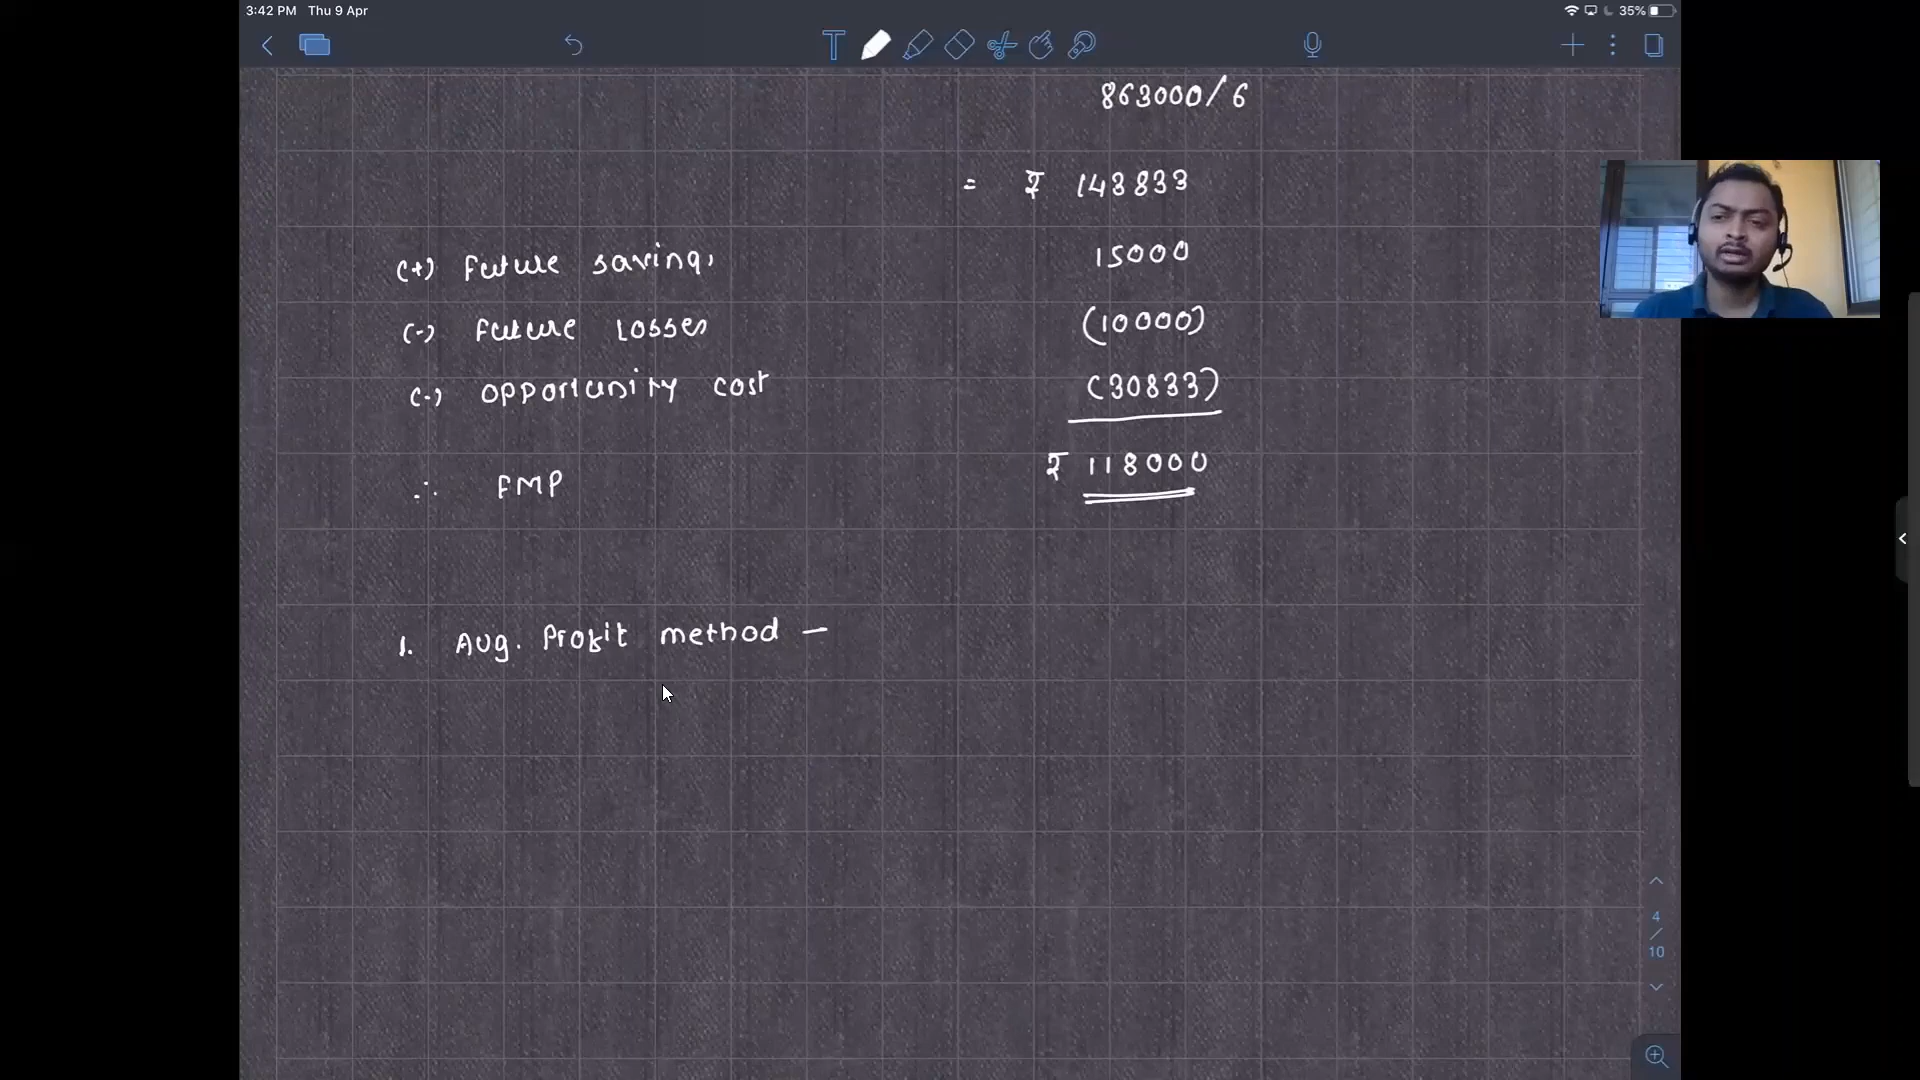 3:42 PM Thu 9 Apr
35%
863000/6
= ₹ 143833
(+) Future savings 15000
(-) Future Losses (10000)
(-) opportunity cost (30833)
∴ FMP ₹ 118000
1. Avg. Profit method —
4
/
10